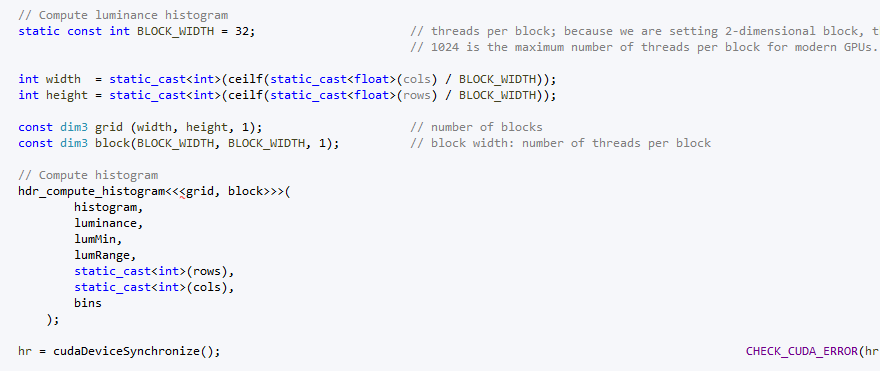 // Compute luminance histogram
static const int BLOCK_WIDTH = 32; // threads per block; because we are setting 2-dimensional block, t
// 1024 is the maximum number of threads per block for modern GPUs.
int width = static_cast<int>(ceilf(static_cast<float>(cols) / BLOCK_WIDTH));
int height = static_cast<int>(ceilf(static_cast<float>(rows) / BLOCK_WIDTH));
const dim3 grid (width, height, 1); // number of blocks
const dim3 block(BLOCK_WIDTH, BLOCK_WIDTH, 1); // block width: number of threads per block
// Compute histogram
hdr_compute_histogram<<<grid, block>>>(
histogram,
luminance,
lumMin,
lumRange,
static_cast<int>(rows),
static_cast<int>(cols),
bins
);
hr = cudaDeviceSynchronize(); CHECK_CUDA_ERROR(hr